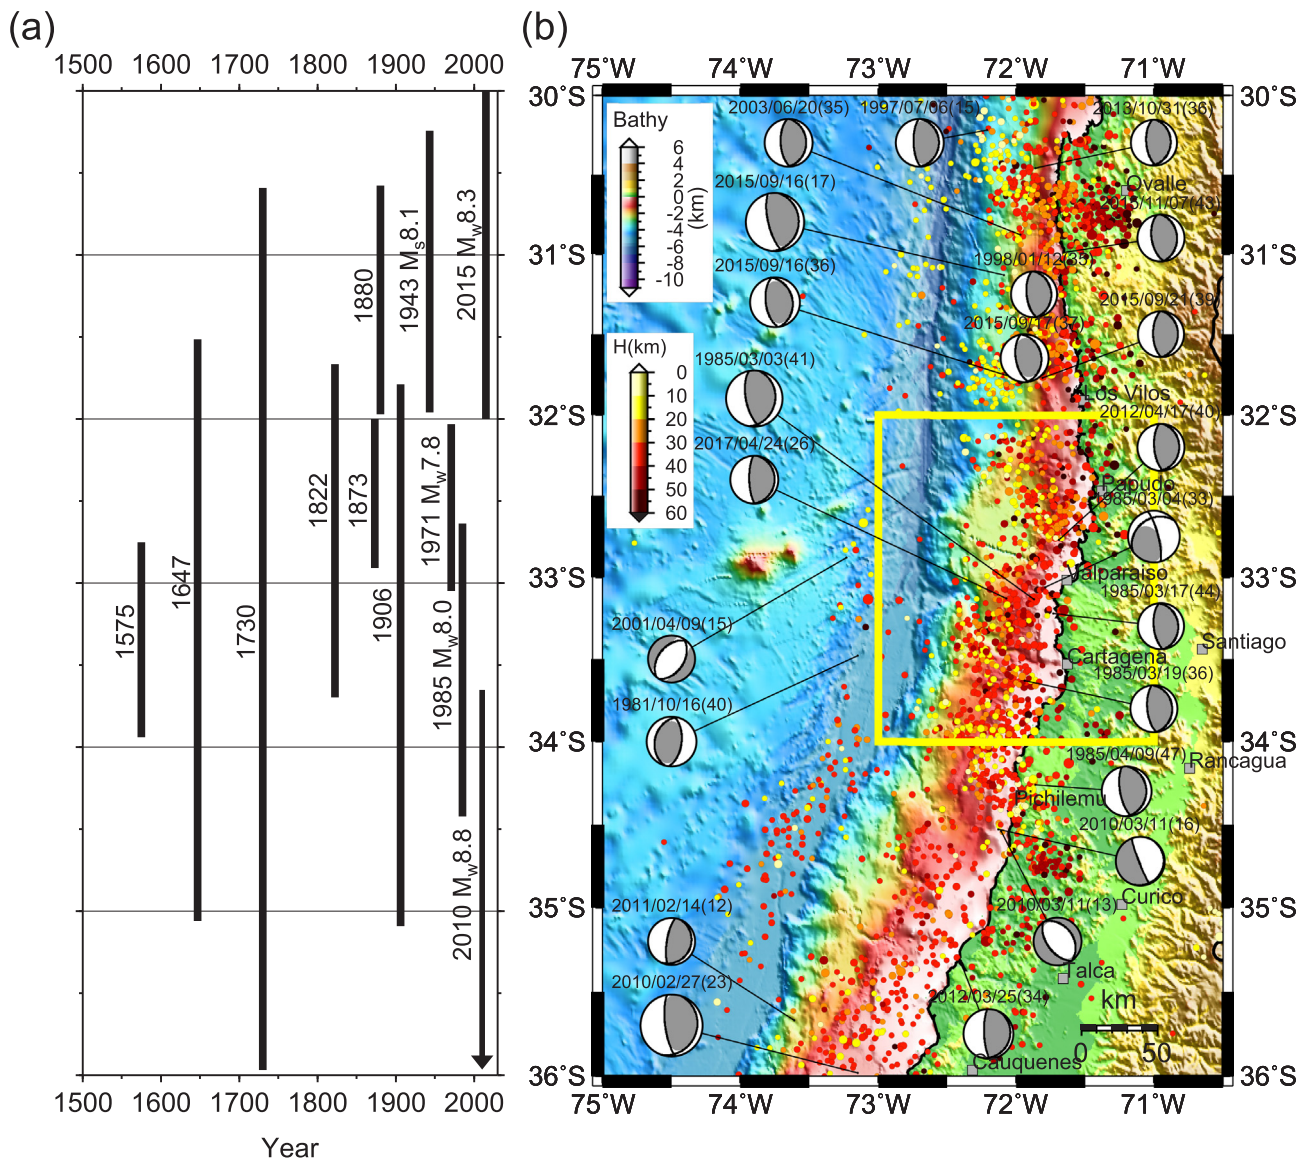 (a)
1500 1600 1700 1800 1900 2000
1575
1647
1730
1822
1873
1880
1906
1943 Ms8.1
1971 Mw7.8
1985 Mw8.0
2010 Mw8.8
2015 Mw8.3
1500 1600 1700 1800 1900 2000
Year
(b)
75°W 74°W 73°W 72°W 71°W
30°S 30°S
31°S
32°S 32°S
33°S 33°S
34°S 34°S
35°S 35°S
36°S 36°S
31°S
75°W 74°W 73°W 72°W 71°W
Bathy
6
4
2
0
-2
-4
-6
-8
-10
(km)
H(km)
0
10
20
30
40
50
60
2003/06/20(35)
1997/07/06(15)
2013/10/31(36)
2015/09/16(17)
Ovalle
2015/11/07(43)
2015/09/16(36)
1998/01/12(35)
2015/09/21(39)
2015/09/17(37)
1985/03/03(41)
Los Vilos
2012/04/17(40)
2017/04/24(26)
Papudo
1985/03/04(33)
Valparaiso
1985/03/17(44)
2001/04/09(15)
Santiago
Cartagena
1985/03/19(36)
1981/10/16(40)
1985/04/09(47)
Rancagua
Pichilemu
2010/03/11(16)
Curico
2011/02/14(12)
2010/03/11(13)
Talca
2010/02/27(23)
2012/03/25(34)
km
0 50
Cauquenes